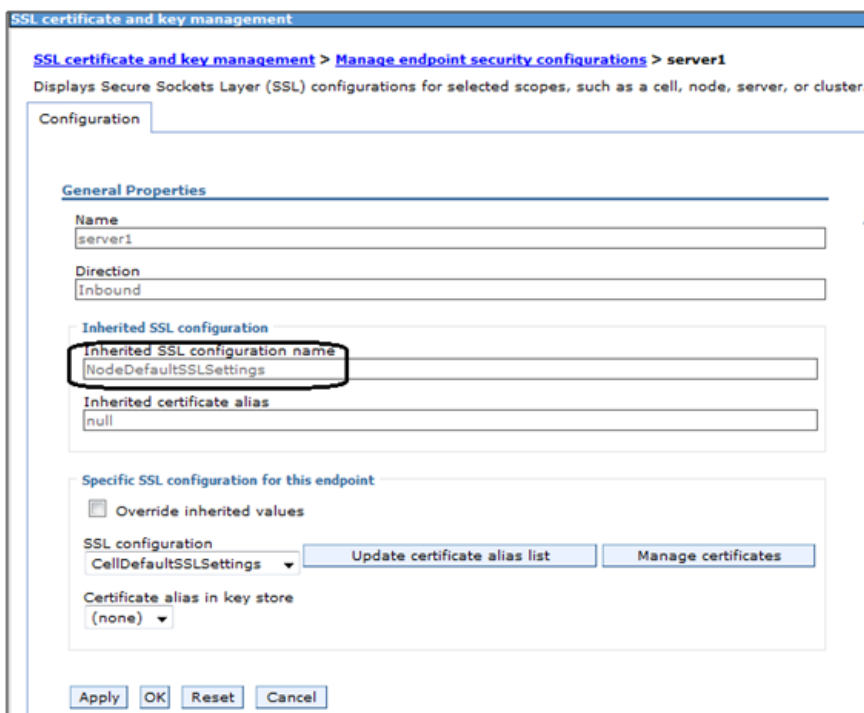 SSL certificate and key management
SSL certificate and key management > Manage endpoint security configurations > server1
Displays Secure Sockets Layer (SSL) configurations for selected scopes, such as a cell, node, server, or cluster.
Configuration
General Properties
Name
server1
Direction
Inbound
Inherited SSL configuration
Inherited SSL configuration name
NodeDefaultSSLSettings
Inherited certificate alias
null
Specific SSL configuration for this endpoint
Override inherited values
SSL configuration
CellDefaultSSLSettings Update certificate alias list Manage certificates
Certificate alias in key store
(none)
Apply OK Reset Cancel